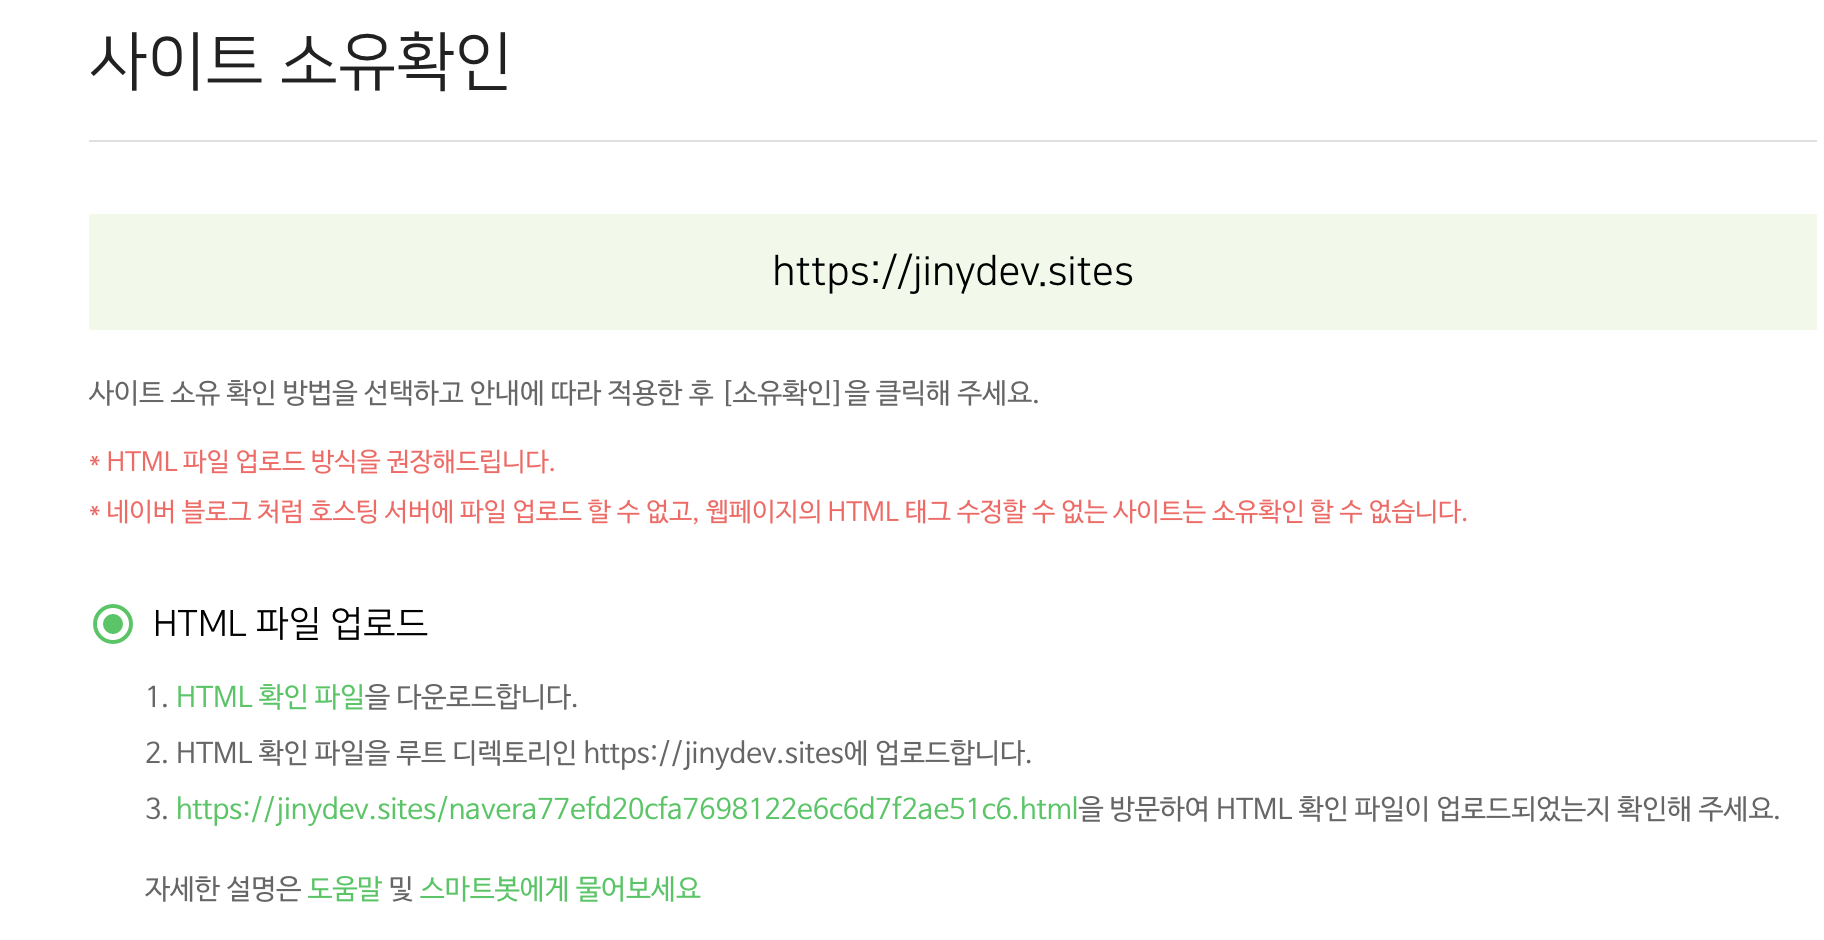 사이트 소유확인
https://jinydev.sites
사이트 소유 확인 방법을 선택하고 안내에 따라 적용한 후 [소유확인]을 클릭해 주세요.
* HTML 파일 업로드 방식을 권장해드립니다.
* 네이버 블로그 처럼 호스팅 서버에 파일 업로드 할 수 없고, 웹페이지의 HTML 태그 수정할 수 없는 사이트는 소유확인 할 수 없습니다.
HTML 파일 업로드
1. HTML 확인 파일을 다운로드합니다.
2. HTML 확인 파일을 루트 디렉토리인 https://jinydev.sites에 업로드합니다.
3. https://jinydev.sites/navera77efd20cfa7698122e6c6d7f2ae51c6.html을 방문하여 HTML 확인 파일이 업로드되었는지 확인해 주세요.
자세한 설명은 도움말 및 스마트봇에게 물어보세요